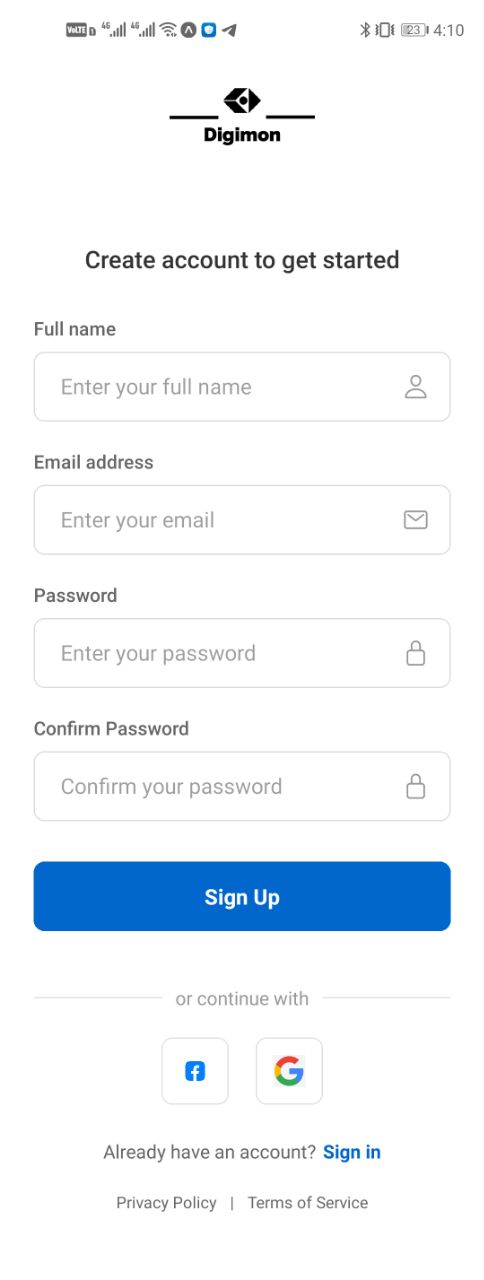 VoLTE 4G 4G 23 4:10
Digimon
Create account to get started
Full name
Enter your full name
Email address
Enter your email
Password
Enter your password
Confirm Password
Confirm your password
Sign Up
or continue with
Already have an account? Sign in
Privacy Policy | Terms of Service